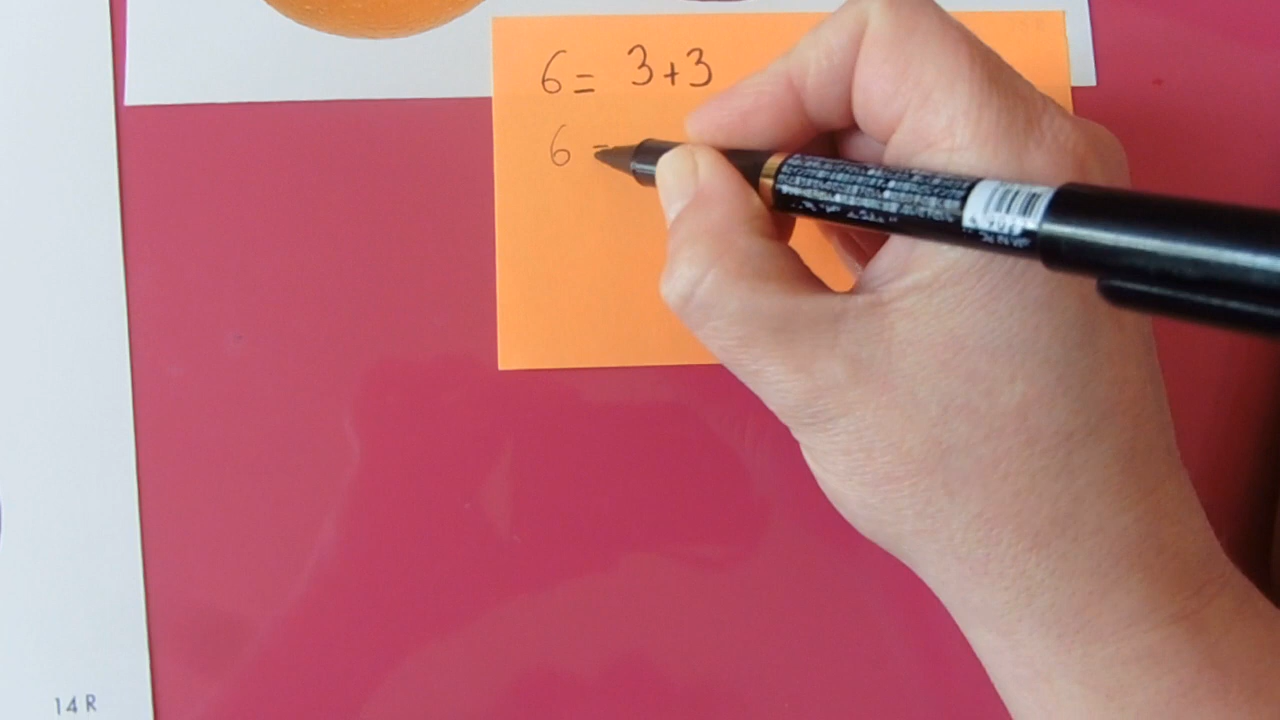 6 = 3+3
6 =
14 R